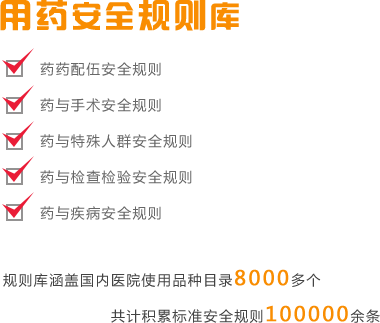 用药安全规则库
药药配伍安全规则
药与手术安全规则
药与特殊人群安全规则
药与检查检验安全规则
药与疾病安全规则
规则库涵盖国内医院使用品种目录8000多个
共计积累标准安全规则100000余条